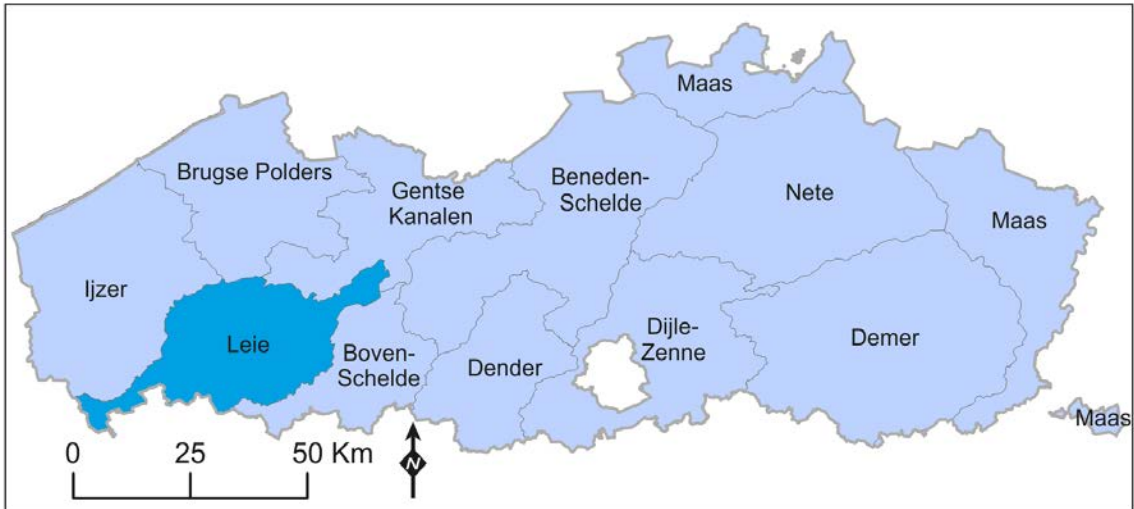 Maas
Brugse Polders
Gentse
Kanalen
Beneden-
Schelde
Nete
Maas
Ijzer
Leie
Boven-
Schelde
Dender
Dijle-
Zenne
Demer
Maas
0 25 50 Km
N